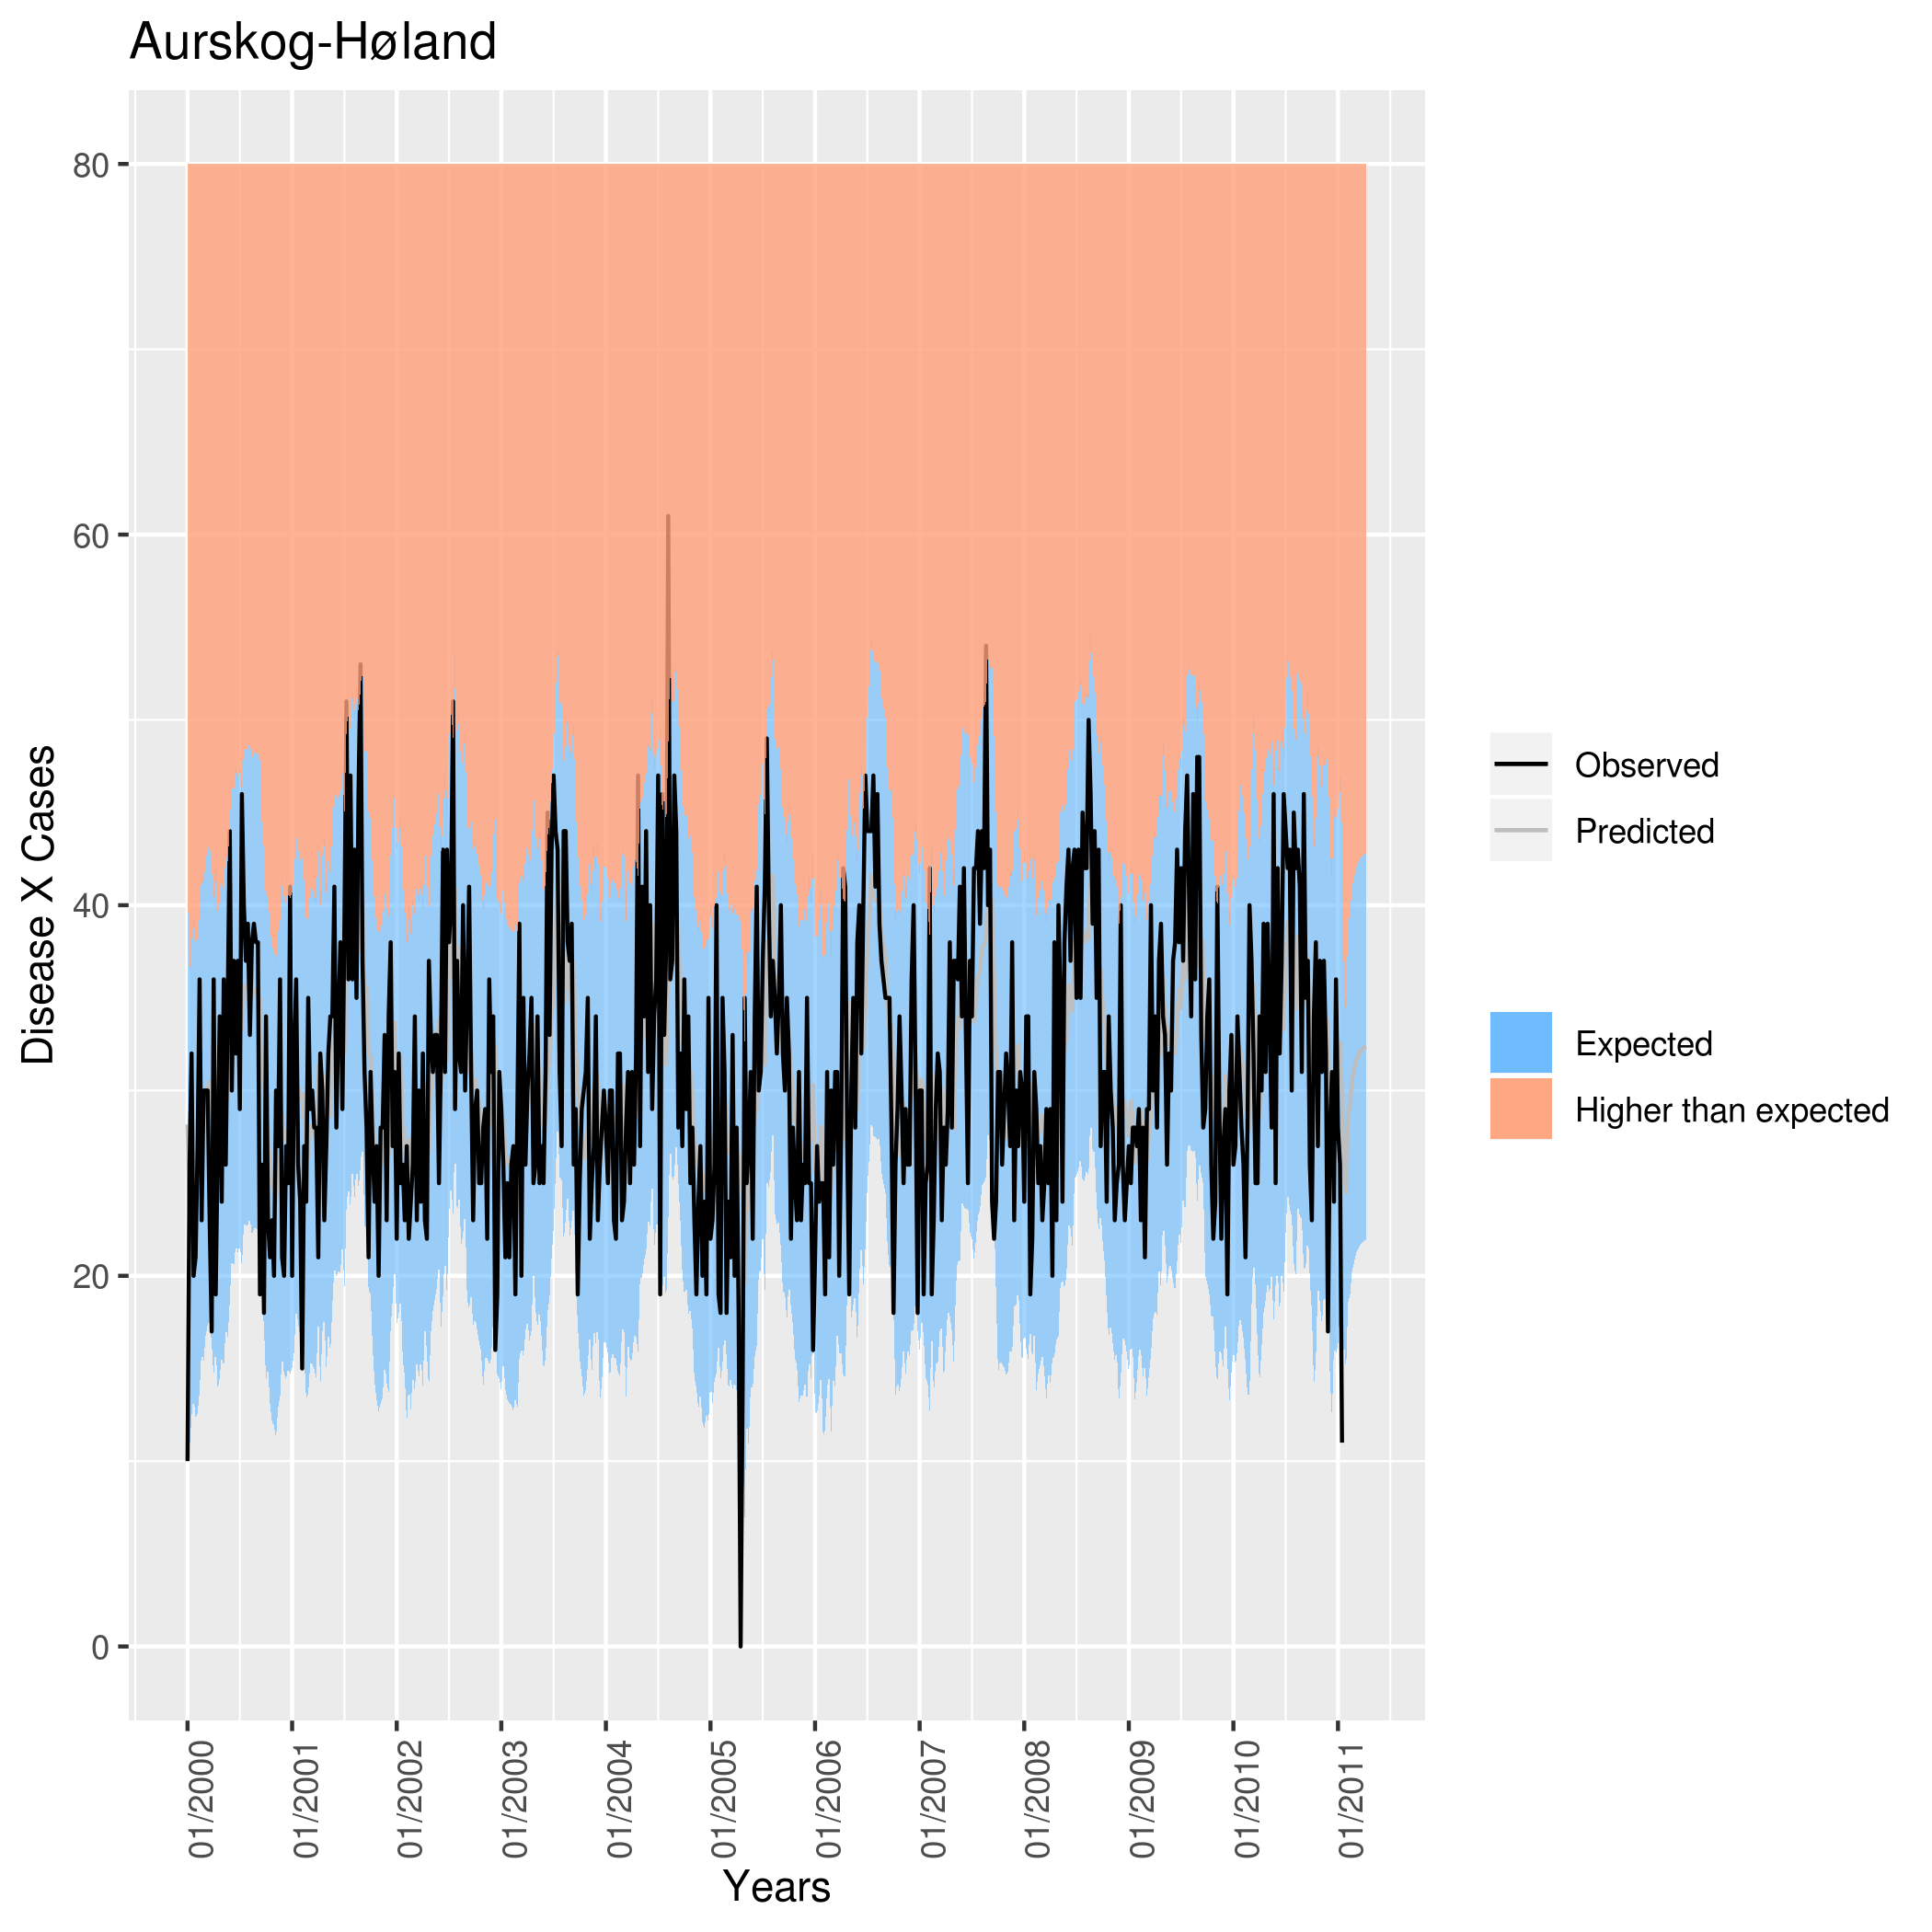 Aurskog-Høland
Disease X Cases
80
60
40
20
0
01/2000
01/2001
01/2002
01/2003
01/2004
01/2005
01/2006
01/2007
01/2008
01/2009
01/2010
01/2011
Years
Observed
Predicted
Expected
Higher than expected